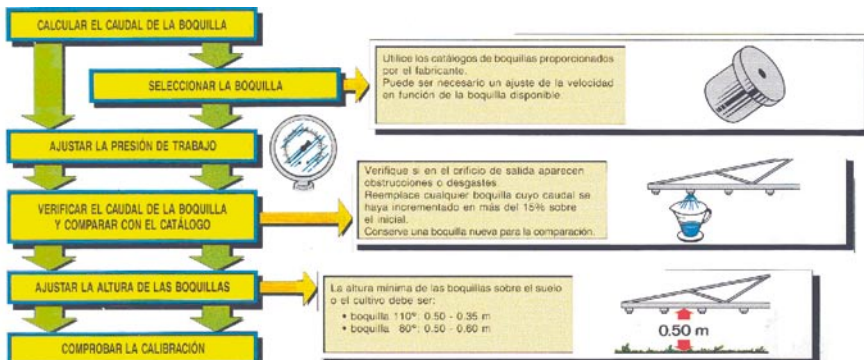 CALCULAR EL CAUDAL DE LA BOQUILLA
SELECCIONAR LA BOQUILLA
Utilice los catálogos de boquillas proporcionados
por el fabricante.
Puede ser necesario un ajuste de la velocidad
en función de la boquilla disponible.
AJUSTAR LA PRESIÓN DE TRABAJO
VERIFICAR EL CAUDAL DE LA BOQUILLA
Y COMPARAR CON EL CATÁLOGO
Verifique si en el orificio de salida aparecen
obstrucciones o desgastes.
Reemplace cualquier boquilla cuyo caudal se
haya incrementado en más del 15% sobre
el inicial.
Conserve una boquilla nueva para la comparación.
AJUSTAR LA ALTURA DE LAS BOQUILLAS
La altura mínima de las boquillas sobre el suelo
o el cultivo debe ser:
• boquilla 110°: 0.50 - 0.35 m
• boquilla 80°: 0.50 - 0.60 m
0.50 m
COMPROBAR LA CALIBRACIÓN